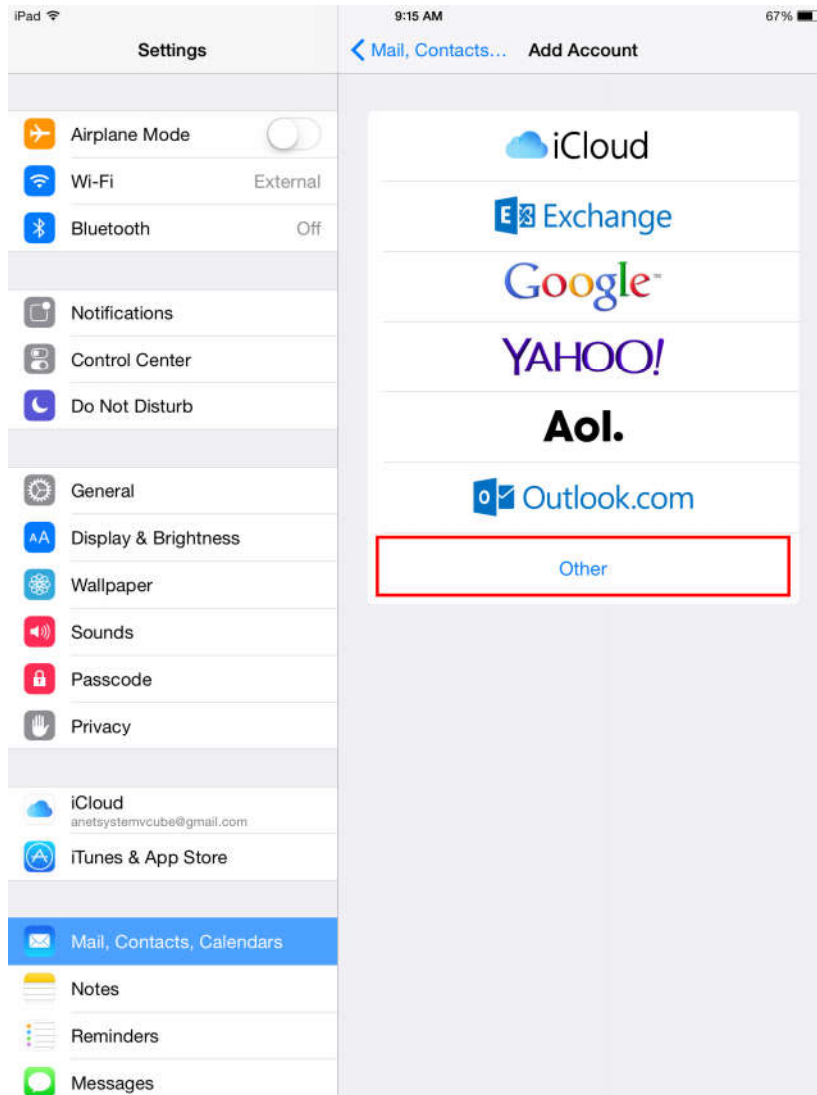 iPad 9:15 AM 67%
Settings
Mail, Contacts... Add Account
Airplane Mode
Wi-Fi External
Bluetooth Off
Notifications
Control Center
Do Not Disturb
General
AA Display & Brightness
Wallpaper
Sounds
Passcode
Privacy
iCloud
anetsystemvcube@gmail.com
iTunes & App Store
Mail, Contacts, Calendars
Notes
Reminders
Messages
iCloud
E Exchange
Google™
YAHOO!
Aol.
o Outlook.com
Other